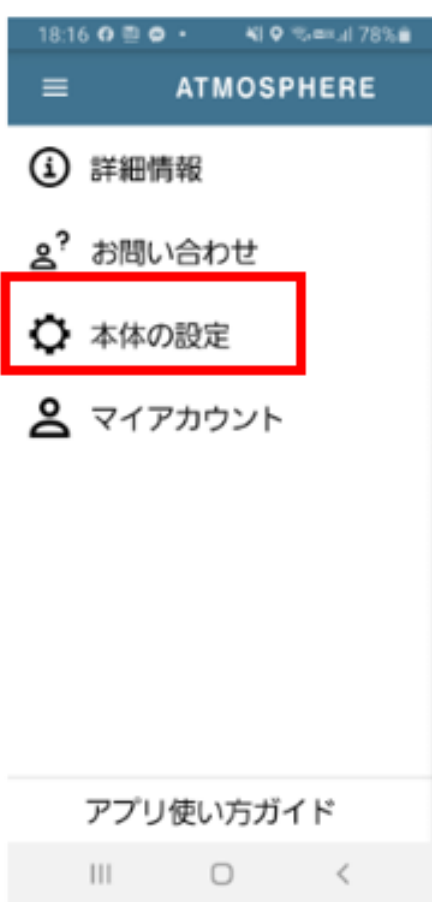 18:16 78%
ATMOSPHERE
詳細情報
お問い合わせ
本体の設定
マイアカウント
アプリ使い方ガイド